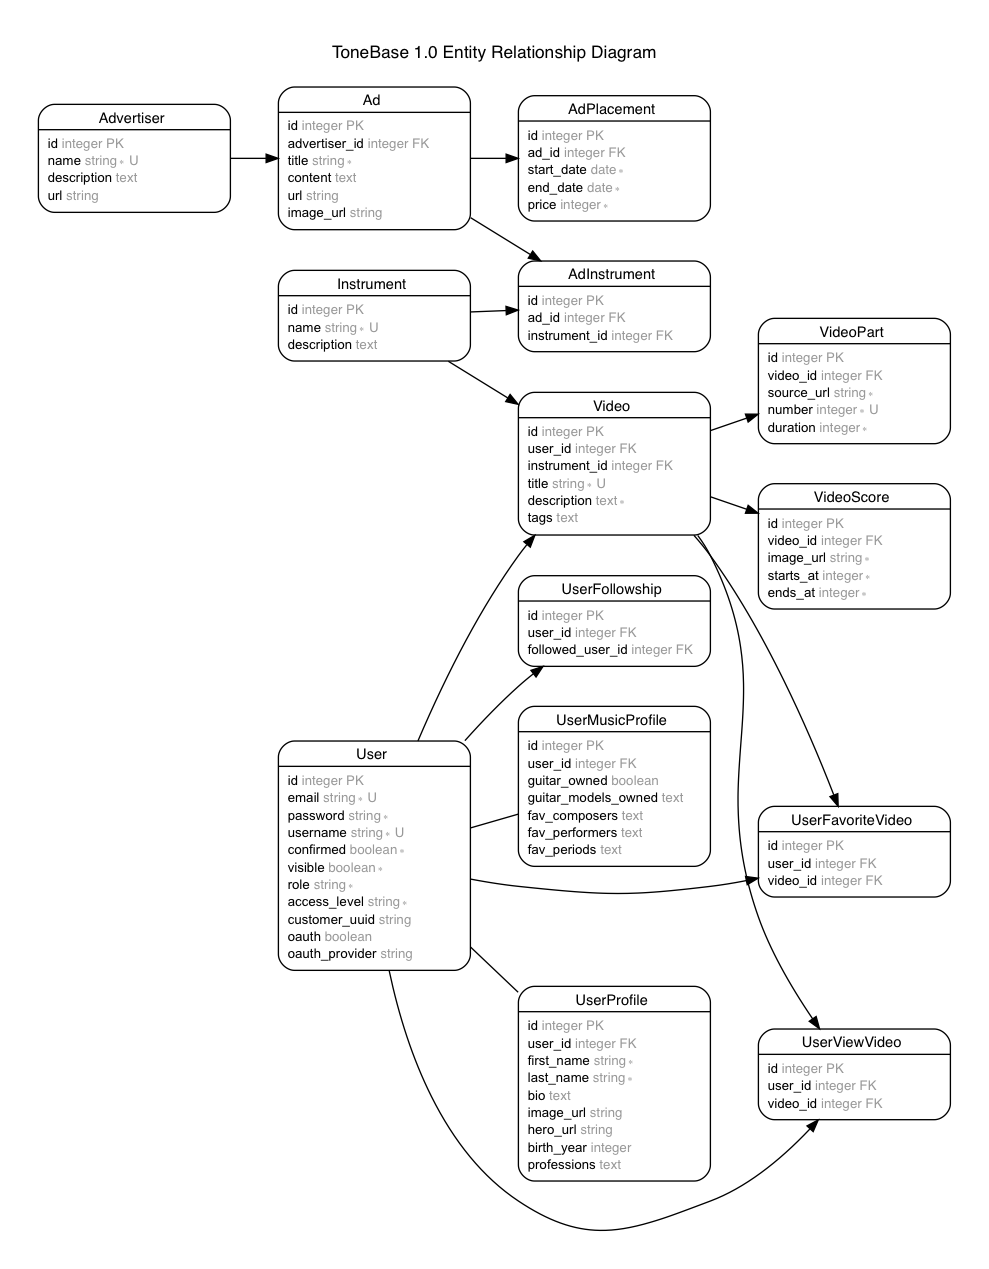 ToneBase 1.0 Entity Relationship Diagram
Advertiser
id integer PK
name string * U
description text
url string
Ad
id integer PK
advertiser_id integer FK
title string *
content text
url string
image_url string
AdPlacement
id integer PK
ad_id integer FK
start_date date *
end_date date *
price integer *
Instrument
id integer PK
name string * U
description text
AdInstrument
id integer PK
ad_id integer FK
instrument_id integer FK
Video
id integer PK
user_id integer FK
instrument_id integer FK
title string * U
description text *
tags text
VideoPart
id integer PK
video_id integer FK
source_url string *
number integer * U
duration integer *
VideoScore
id integer PK
video_id integer FK
image_url string *
starts_at integer *
ends_at integer *
UserFollowship
id integer PK
user_id integer FK
followed_user_id integer FK
UserMusicProfile
id integer PK
user_id integer FK
guitar_owned boolean
guitar_models_owned text
fav_composers text
fav_performers text
fav_periods text
User
id integer PK
email string * U
password string *
username string * U
confirmed boolean *
visible boolean *
role string *
access_level string *
customer_uuid string
oauth boolean
oauth_provider string
UserFavoriteVideo
id integer PK
user_id integer FK
video_id integer FK
UserProfile
id integer PK
user_id integer FK
first_name string *
last_name string *
bio text
image_url string
hero_url string
birth_year integer
professions text
UserViewVideo
id integer PK
user_id integer FK
video_id integer FK